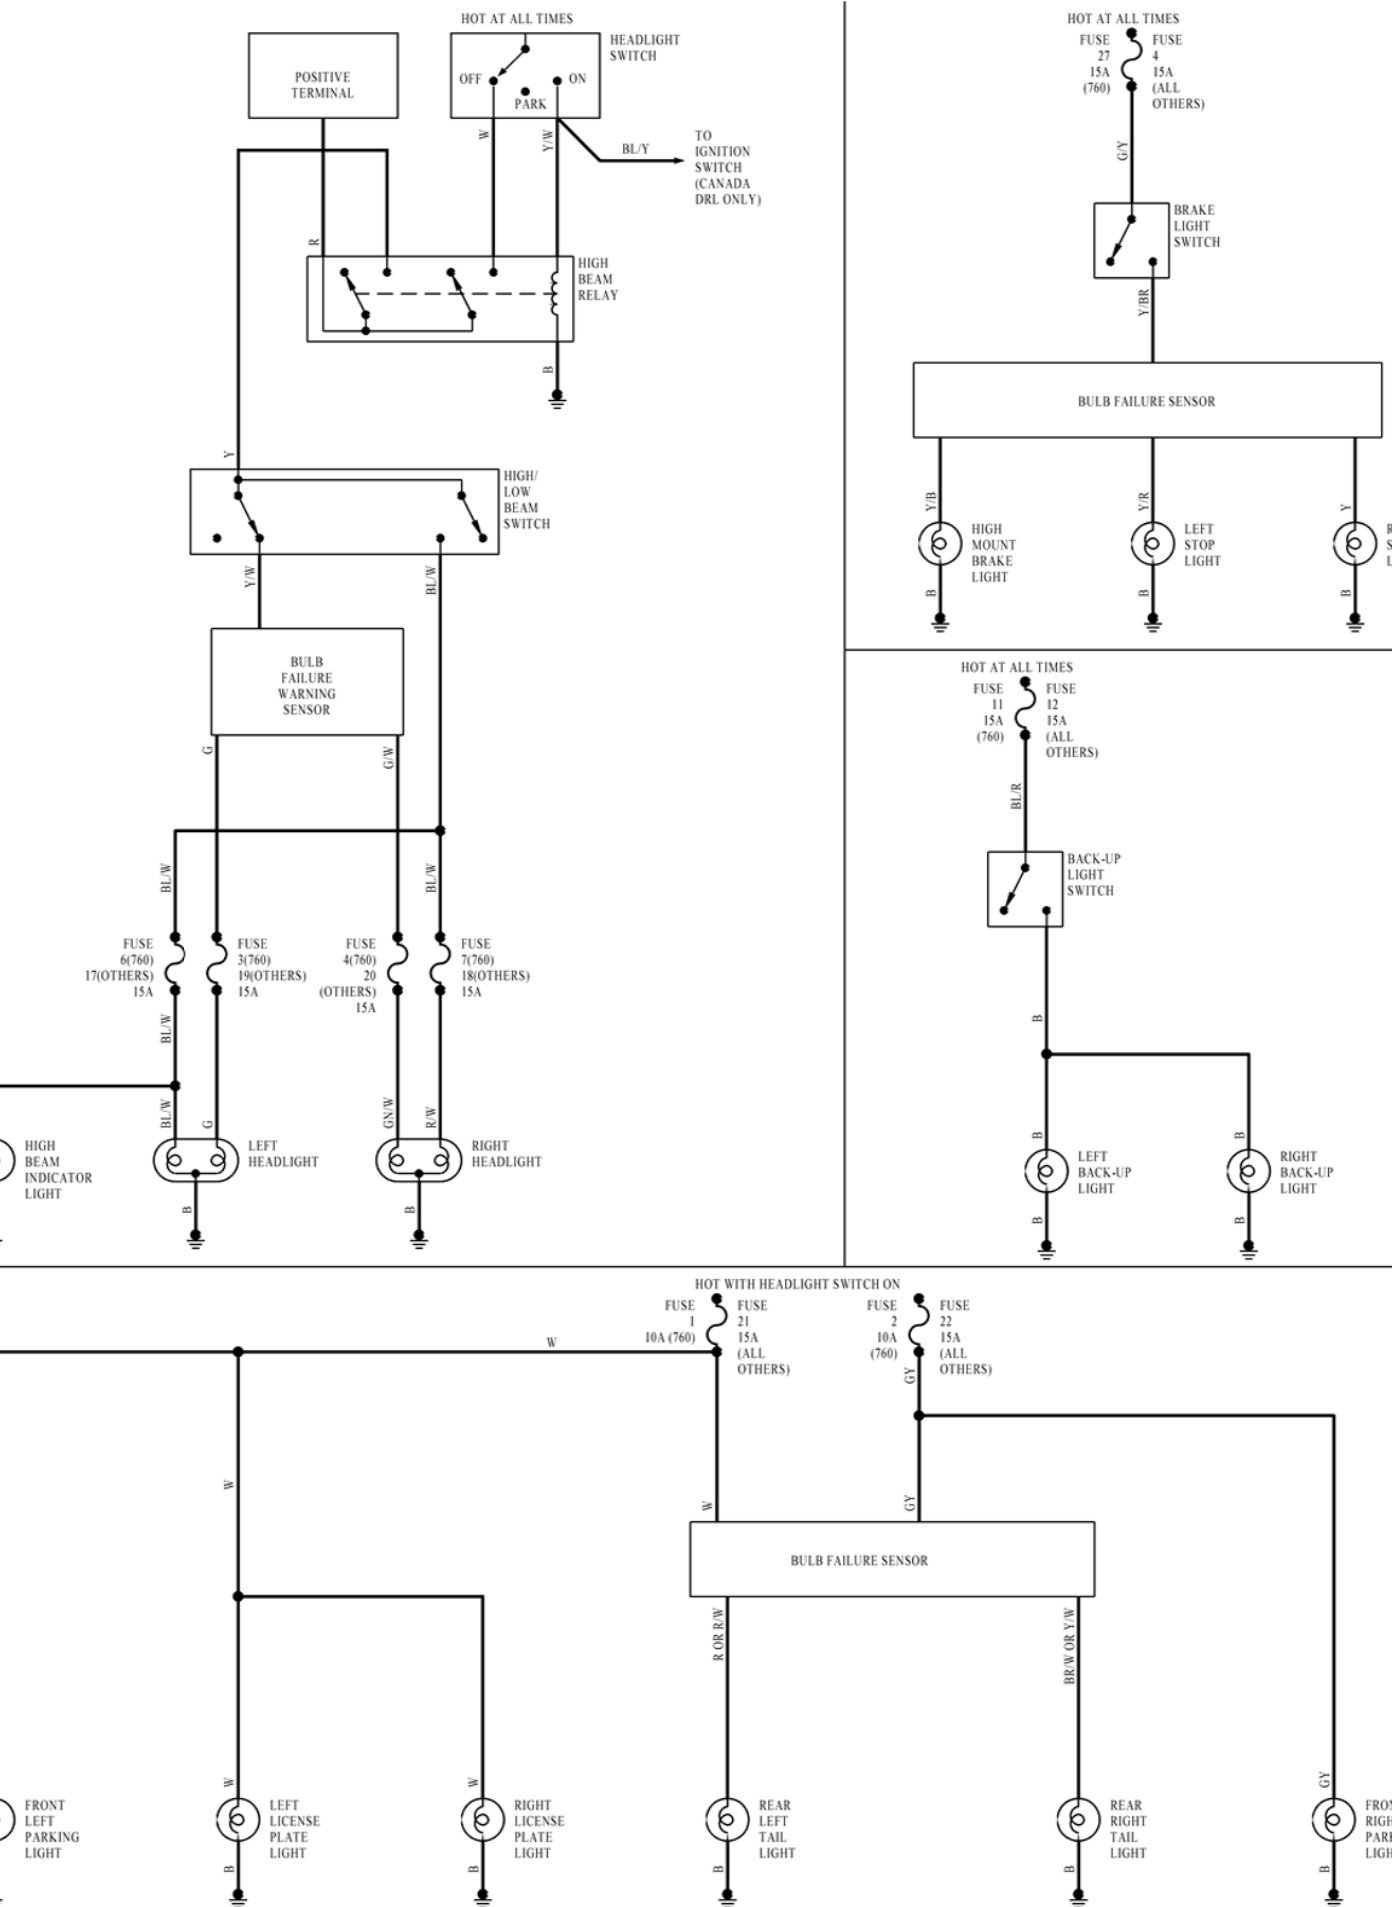 HOT AT ALL TIMES
POSITIVE
TERMINAL
HEADLIGHT
SWITCH
OFF
ON
PARK
W
Y/W
BL/Y
TO
IGNITION
SWITCH
(CANADA
DRL ONLY)
R
HIGH
BEAM
RELAY
B
Y
HIGH/
LOW
BEAM
SWITCH
Y/W
BL/W
BULB
FAILURE
WARNING
SENSOR
G
G/W
BL/W
BL/W
FUSE
6(760)
17(OTHERS)
15A
FUSE
3(760)
19(OTHERS)
15A
FUSE
4(760)
20
(OTHERS)
15A
FUSE
7(760)
18(OTHERS)
15A
BL/W
BL/W
G
GN/W
R/W
HIGH
BEAM
INDICATOR
LIGHT
LEFT
HEADLIGHT
RIGHT
HEADLIGHT
B
B
HOT AT ALL TIMES
FUSE
27
15A
(760)
FUSE
4
15A
(ALL
OTHERS)
G/Y
BRAKE
LIGHT
SWITCH
Y/BR
BULB FAILURE SENSOR
Y/B
Y/R
Y
HIGH
MOUNT
BRAKE
LIGHT
LEFT
STOP
LIGHT
R
S
L
B
B
B
HOT AT ALL TIMES
FUSE
11
15A
(760)
FUSE
12
15A
(ALL
OTHERS)
BL/R
BACK-UP
LIGHT
SWITCH
B
B
B
LEFT
BACK-UP
LIGHT
RIGHT
BACK-UP
LIGHT
B
B
HOT WITH HEADLIGHT SWITCH ON
FUSE
1
10A (760)
FUSE
21
15A
(ALL
OTHERS)
FUSE
2
10A
(760)
FUSE
22
15A
(ALL
OTHERS)
W
GY
W
W
GY
BULB FAILURE SENSOR
R OR R/W
BR/W OR Y/W
W
W
GY
FRONT
LEFT
PARKING
LIGHT
LEFT
LICENSE
PLATE
LIGHT
RIGHT
LICENSE
PLATE
LIGHT
REAR
LEFT
TAIL
LIGHT
REAR
RIGHT
TAIL
LIGHT
FRON
RIGH
PARK
LIGH
B
B
B
B
B